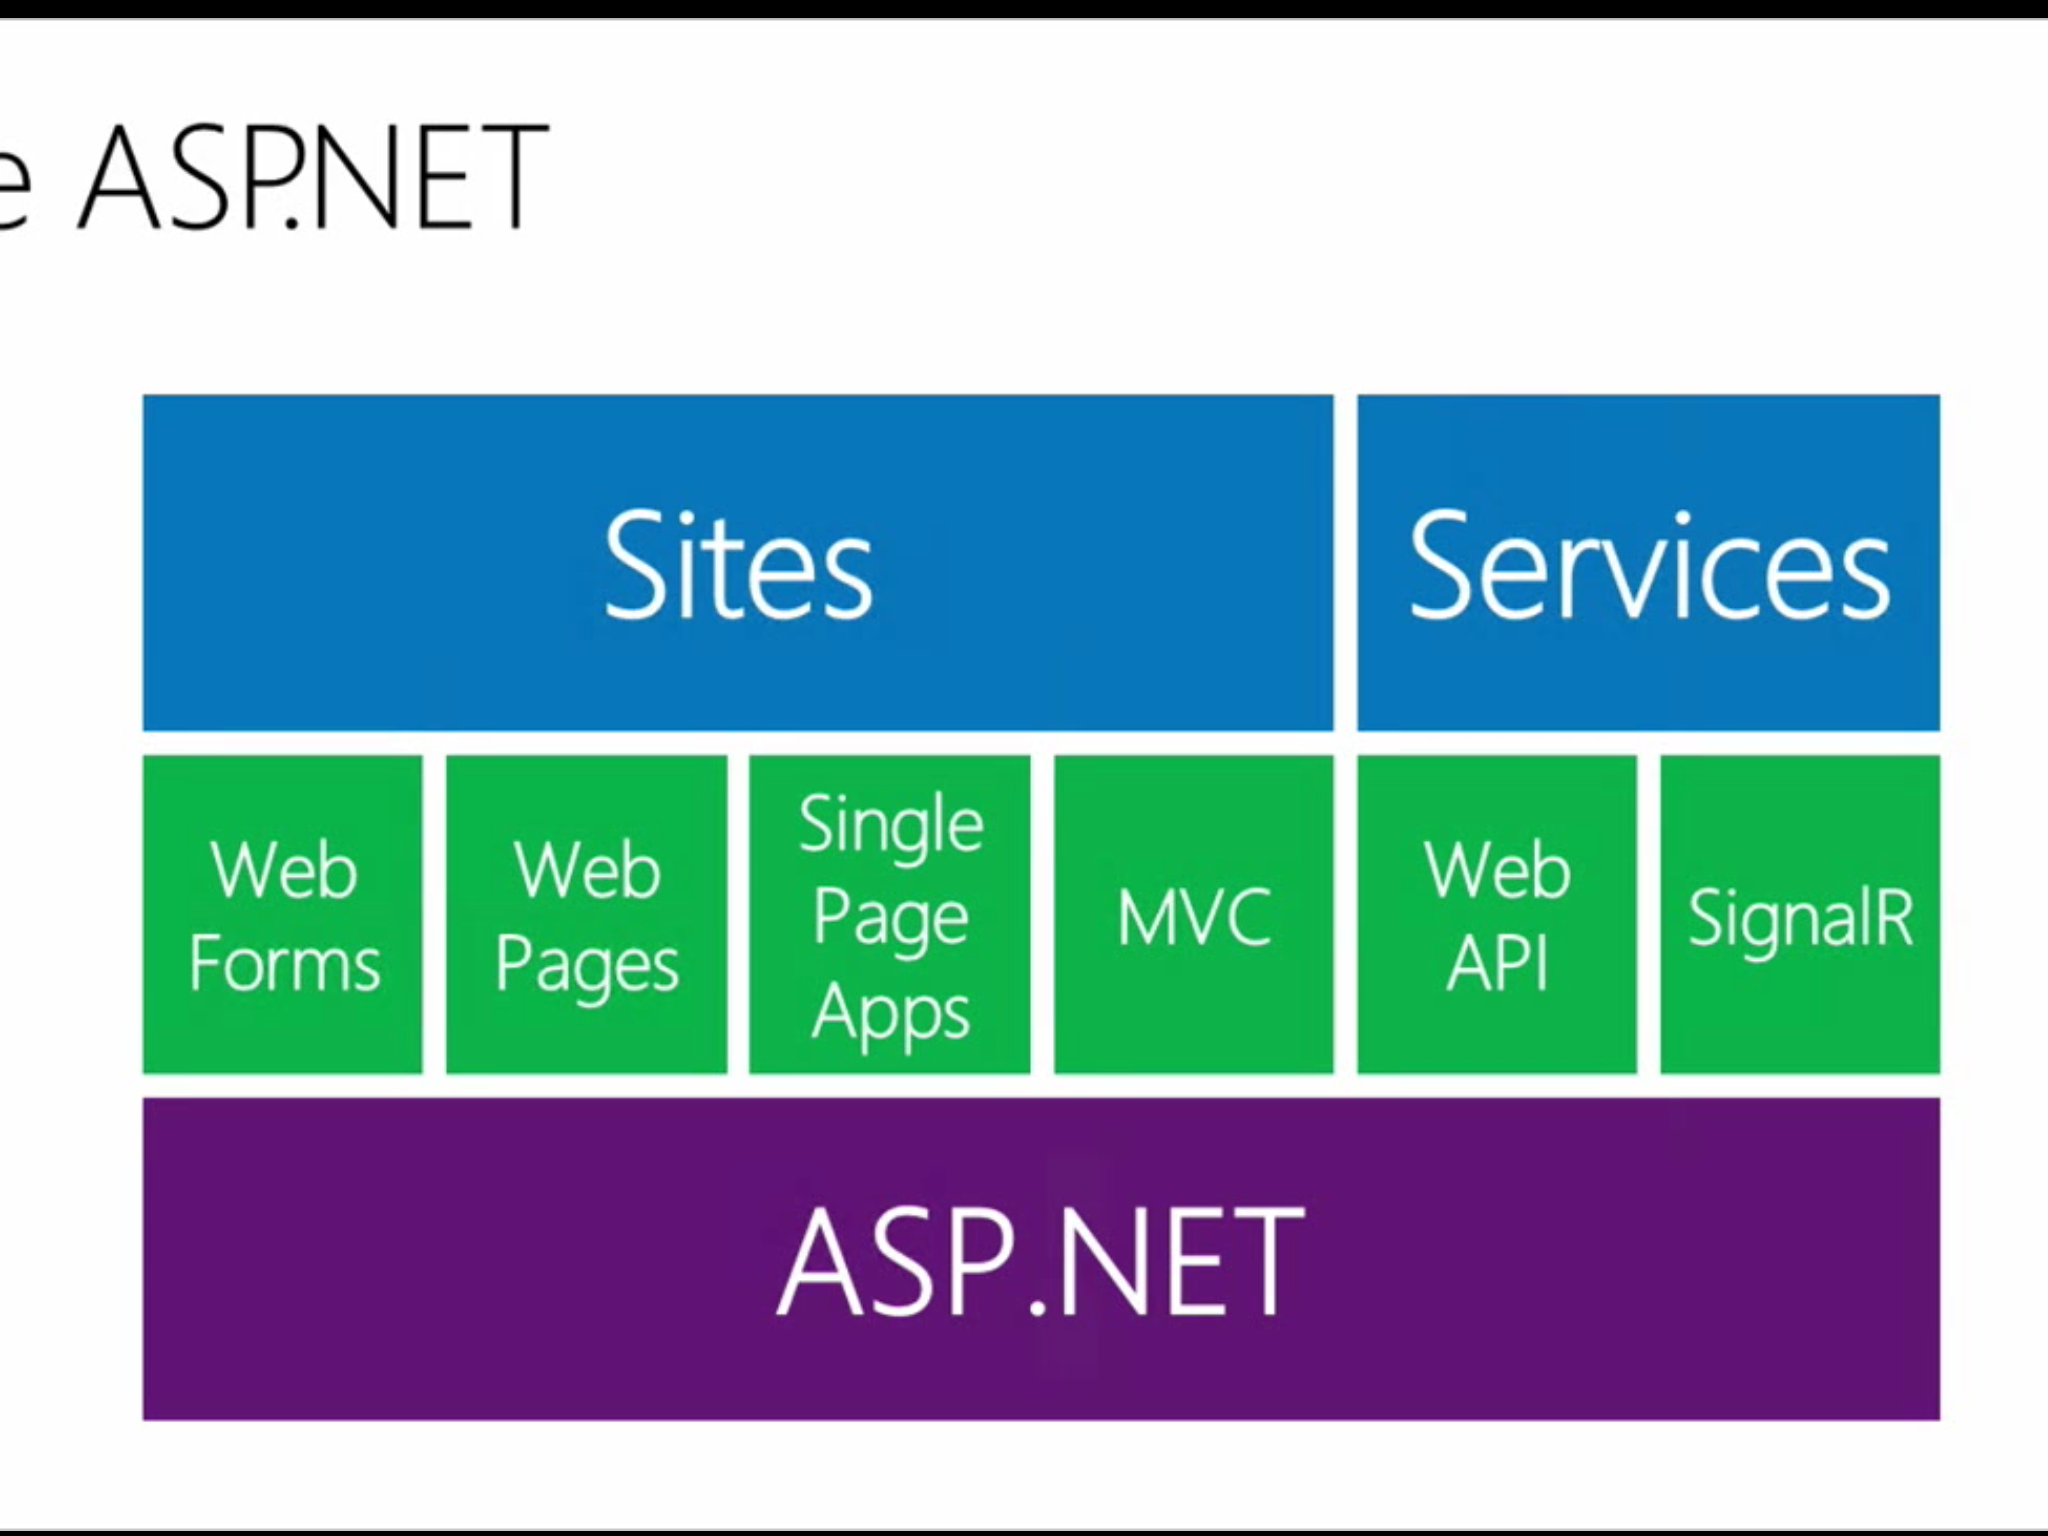 e ASP.NET
Sites
Services
Web
Forms
Web
Pages
Single
Page
Apps
MVC
Web
API
SignalR
ASP.NET